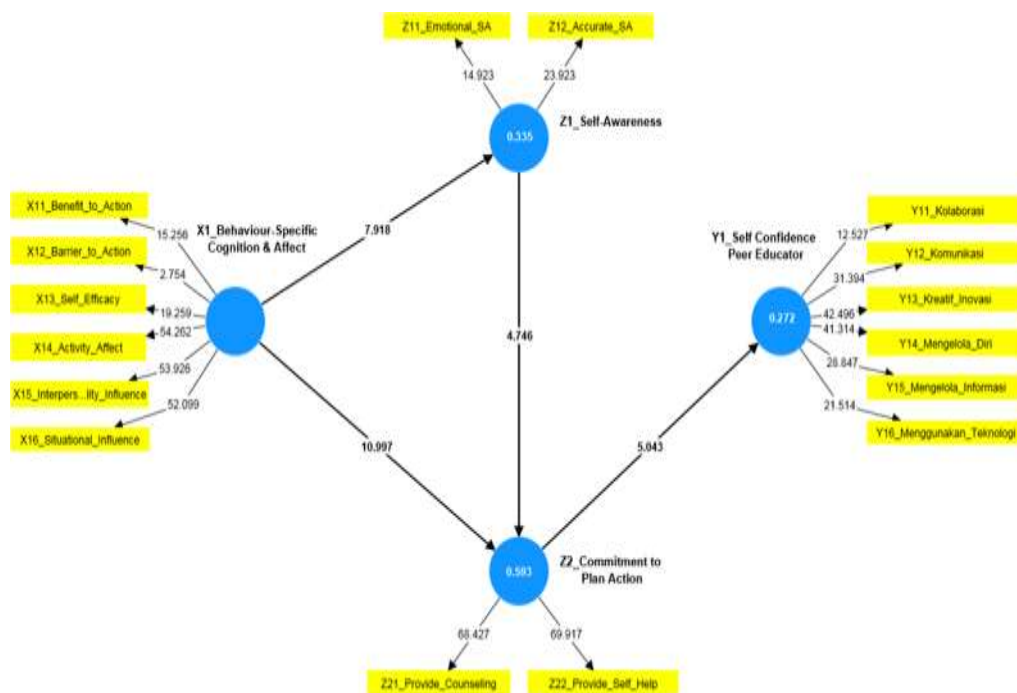 Z11_Emotional_SA
Z12_Accurate_SA
14.923
23.923
0.335
Z1_Self-Awareness
X11_Benefit_to_Action
15.256
X12_Barrier_to_Action
2.754
X13_Self_Efficacy
19.259
X14_Activity_Affect
54.262
X15_Interpers...lity_Influence
53.926
X16_Situational_Influence
52.099
X1_Behaviour-Specific
Cognition & Affect
7.918
4.746
10.997
5.043
Y1_Self Confidence
Peer Educator
0.272
Y11_Kolaborasi
12.527
Y12_Komunikasi
31.394
Y13_Kreatif_Inovasi
42.496
41.314
Y14_Mengelola_Diri
28.847
Y15_Mengelola_Informasi
21.514
Y16_Menggunakan_Teknologi
0.593
Z2_Commitment to
Plan Action
68.427
69.917
Z21_Provide_Counseling
Z22_Provide_Self_Help